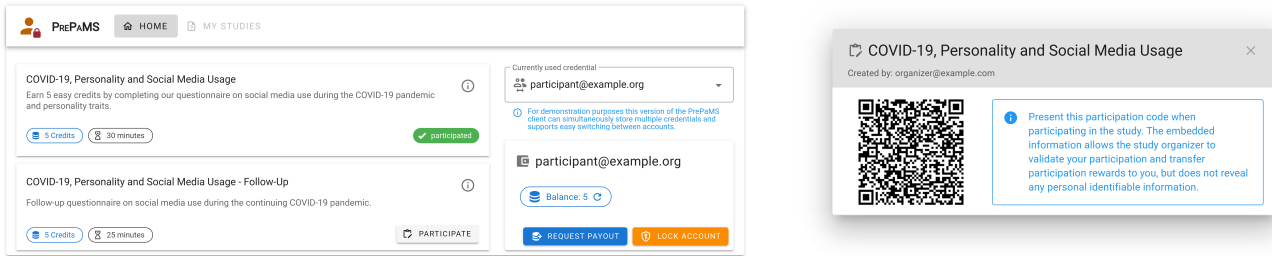 PrePaMS
HOME
MY STUDIES
COVID-19, Personality and Social Media Usage
Earn 5 easy credits by completing our questionnaire on social media use during the COVID-19 pandemic
and personality traits.
5 Credits
30 minutes
participated
COVID-19, Personality and Social Media Usage - Follow-Up
Follow-up questionnaire on social media use during the continuing COVID-19 pandemic.
5 Credits
25 minutes
PARTICIPATE
Currently used credential
participant@example.org
For demonstration purposes this version of the PrePaMS
client can simultaneously store multiple credentials and
supports easy switching between accounts.
participant@example.org
Balance: 5
REQUEST PAYOUT
LOCK ACCOUNT
COVID-19, Personality and Social Media Usage
Created by: organizer@example.com
Present this participation code when
participating in the study. The embedded
information allows the study organizer to
validate your participation and transfer
participation rewards to you, but does not reveal
any personal identifiable information.